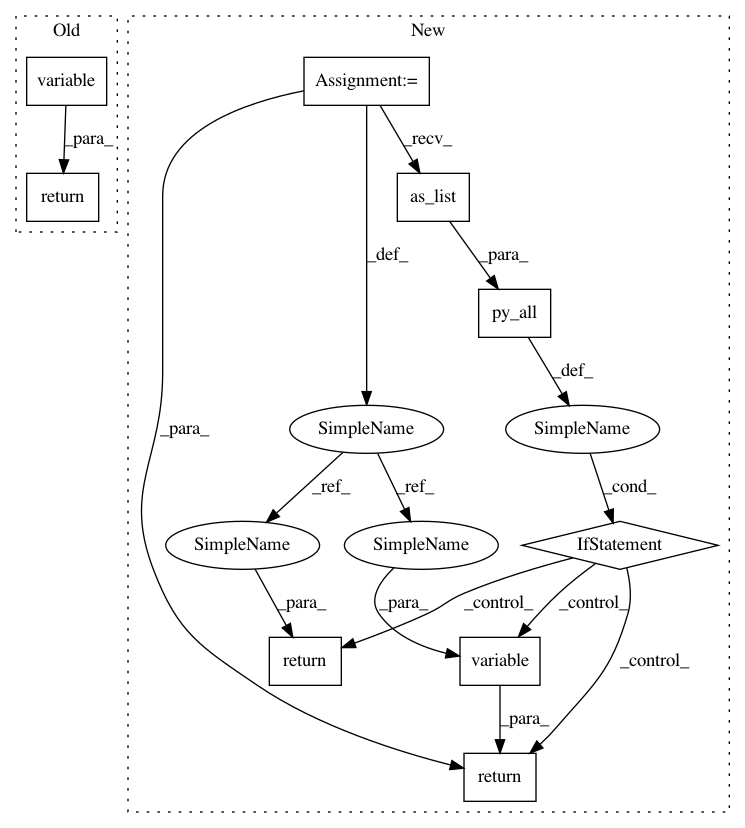 Old
New
variable
Assignment:=
_para_
_recv_
return
as_list
_def_
_para_
py_all
_def_
_para_
SimpleName
SimpleName
_ref_
_ref_
_cond_
SimpleName
SimpleName
IfStatement
_para_
_para_
_control_
_control_
_control_
return
variable
_para_
return